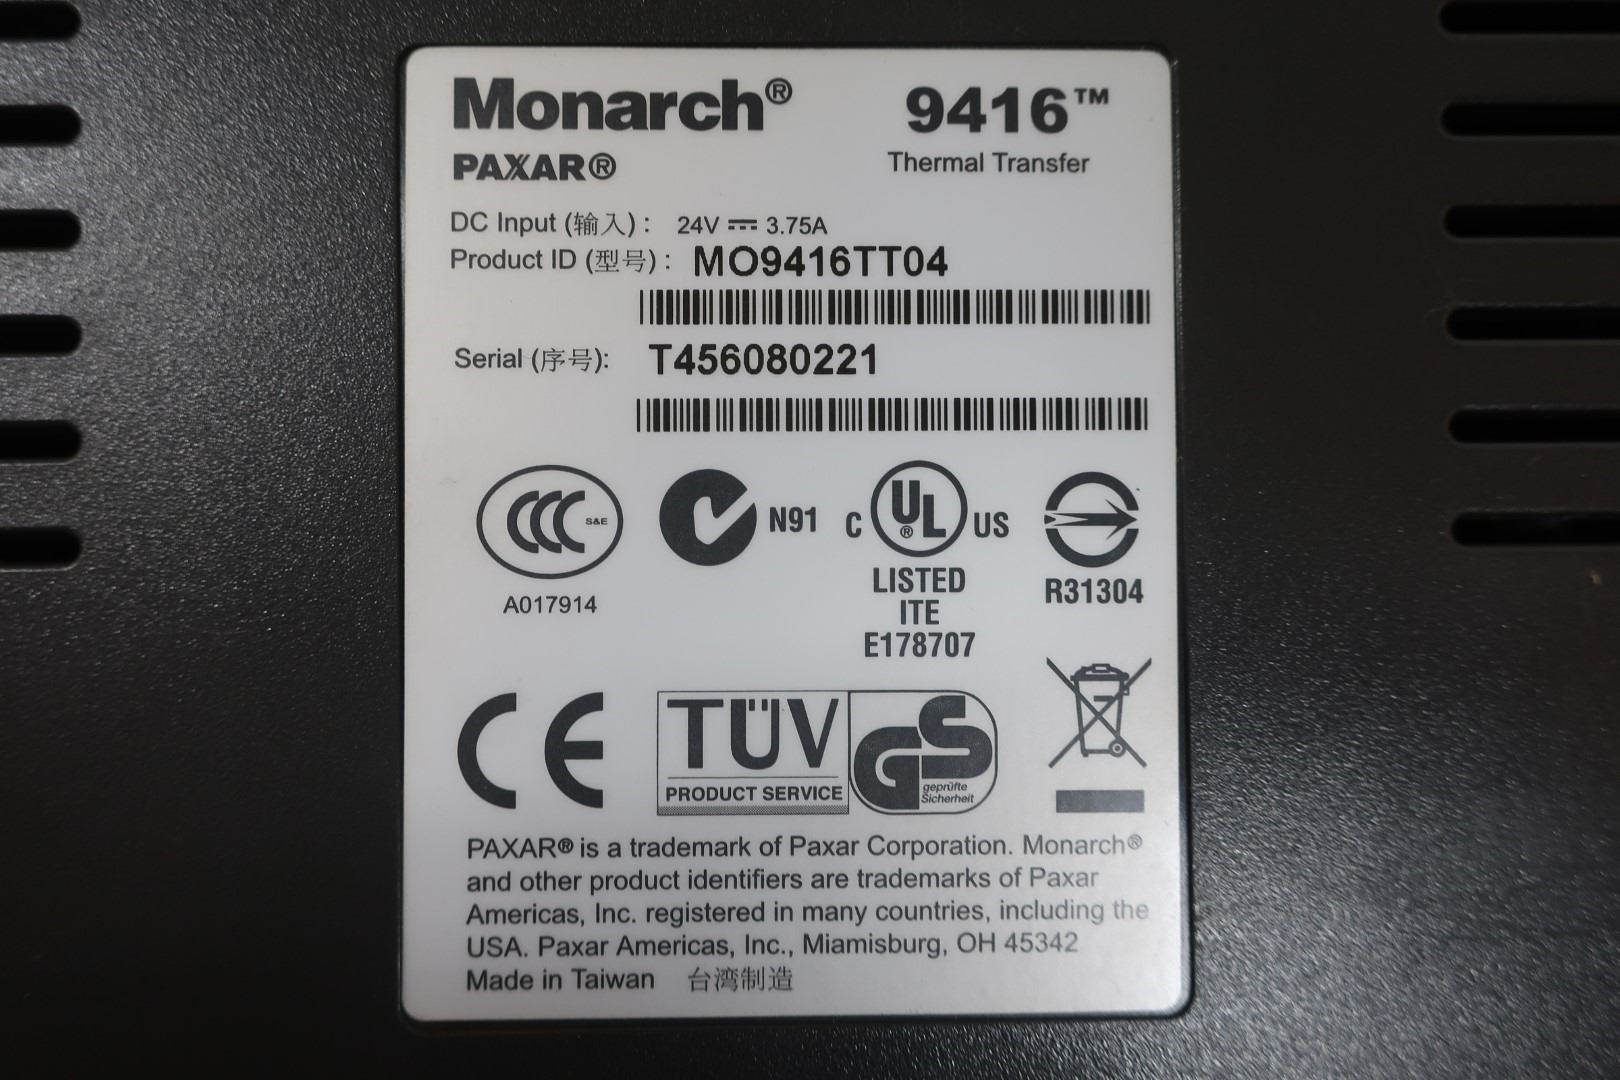 Monarch® 9416™
PAXAR® Thermal Transfer
DC Input (输入) : 24V 3.75A
Product ID (型号) : MO9416TT04
Serial (序号): T456080221
CCC S&E
N91
C UL® US
A017914
LISTED
ITE
E178707
R31304
CE
TÜV
PRODUCT SERVICE
GS
geprüfte
Sicherheit
PAXAR® is a trademark of Paxar Corporation. Monarch®
and other product identifiers are trademarks of Paxar
Americas, Inc. registered in many countries, including the
USA. Paxar Americas, Inc., Miamisburg, OH 45342
Made in Taiwan 台湾制造